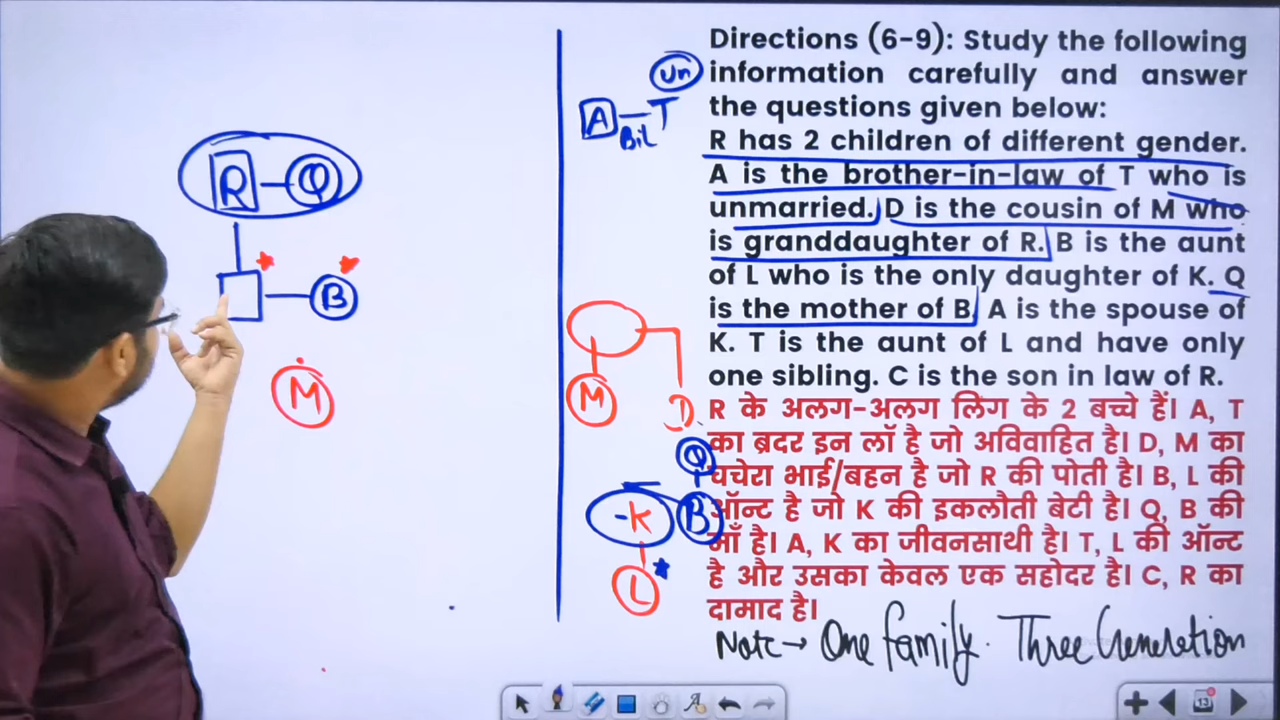 Directions (6-9): Study the following
information carefully and answer
the questions given below:
R has 2 children of different gender.
A is the brother-in-law of T who is
unmarried. D is the cousin of M who
is granddaughter of R. B is the aunt
of L who is the only daughter of K. Q
is the mother of B. A is the spouse of
K. T is the aunt of L and have only
one sibling. C is the son in law of R.
R के अलग-अलग लिंग के 2 बच्चे हैं। A, T
का ब्रदर इन लॉ है जो अविवाहित है। D, M का
चचेरा भाई/बहन है जो R की पोती है। B, L की
ऑन्ट है जो K की इकलौती बेटी है। Q, B की
माँ है। A, K का जीवनसाथी है। T, L की ऑन्ट
है और उसका केवल एक सहोदर है। C, R का
दामाद है।
Note → One family. Three Generation
Un
A — T
BiL
R — Q
B
M
M
D
Q
-K
B
L
13